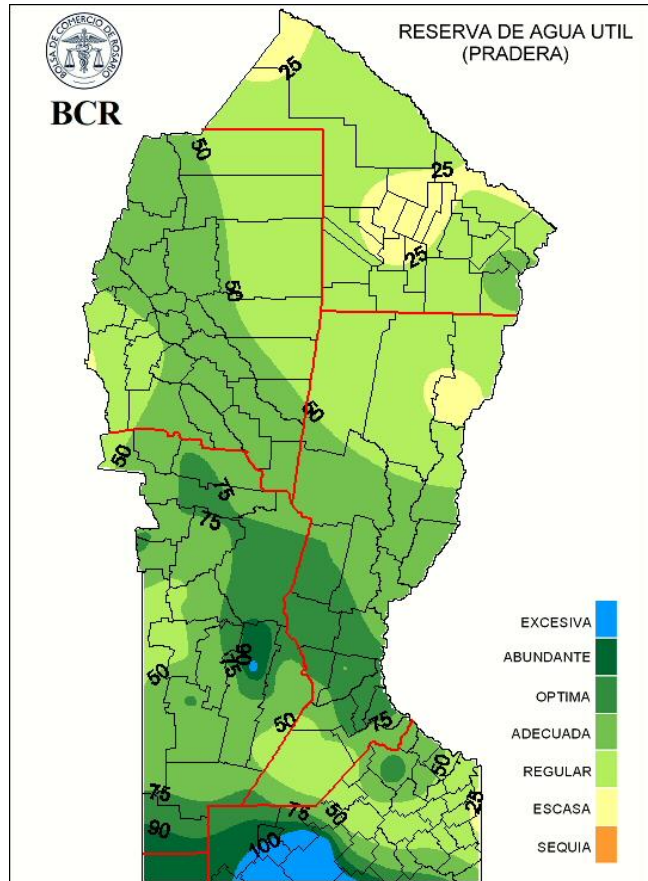 BOLSA DE COMERCIO DE ROSARIO
BCR
RESERVA DE AGUA UTIL
(PRADERA)
25
50
25
25
50
50
50
75
75
90
75
50
50
75
50
75
90
75
50
25
100
EXCESIVA
ABUNDANTE
OPTIMA
ADECUADA
REGULAR
ESCASA
SEQUIA